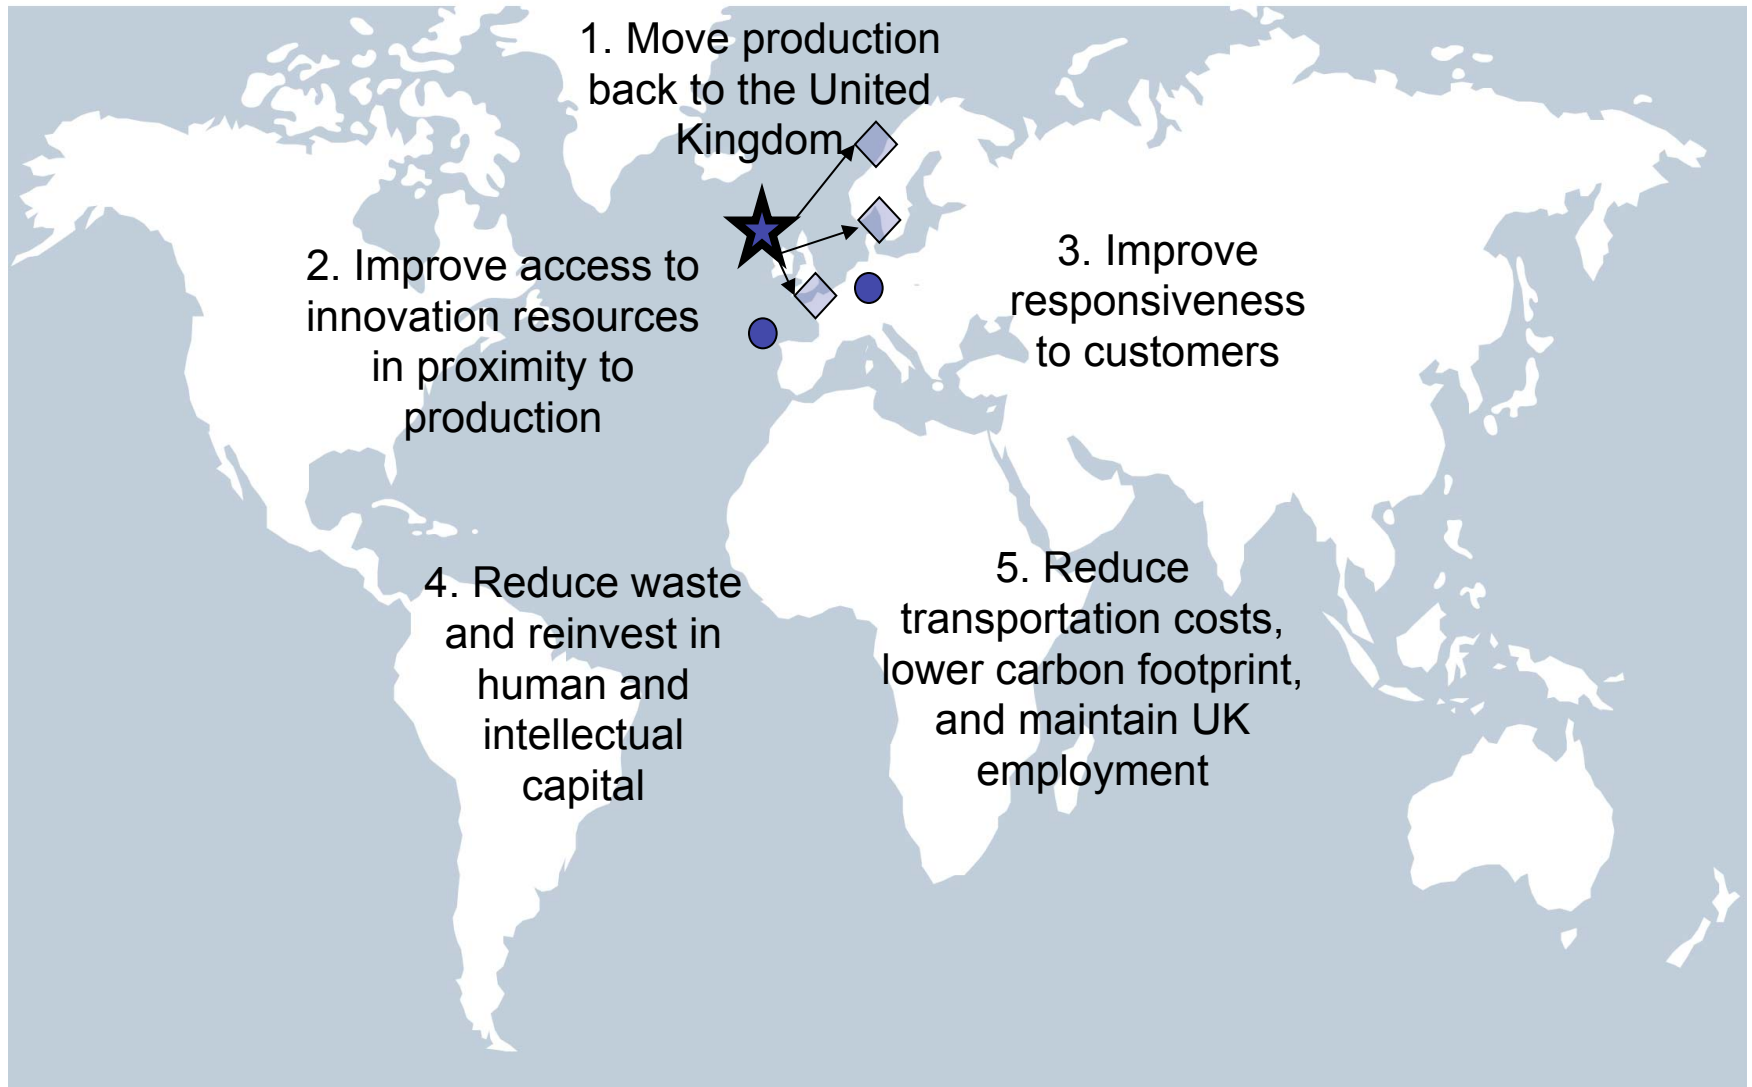 1. Move production
back to the United
Kingdom
2. Improve access to
innovation resources
in proximity to
production
3. Improve
responsiveness
to customers
4. Reduce waste
and reinvest in
human and
intellectual
capital
5. Reduce
transportation costs,
lower carbon footprint,
and maintain UK
employment